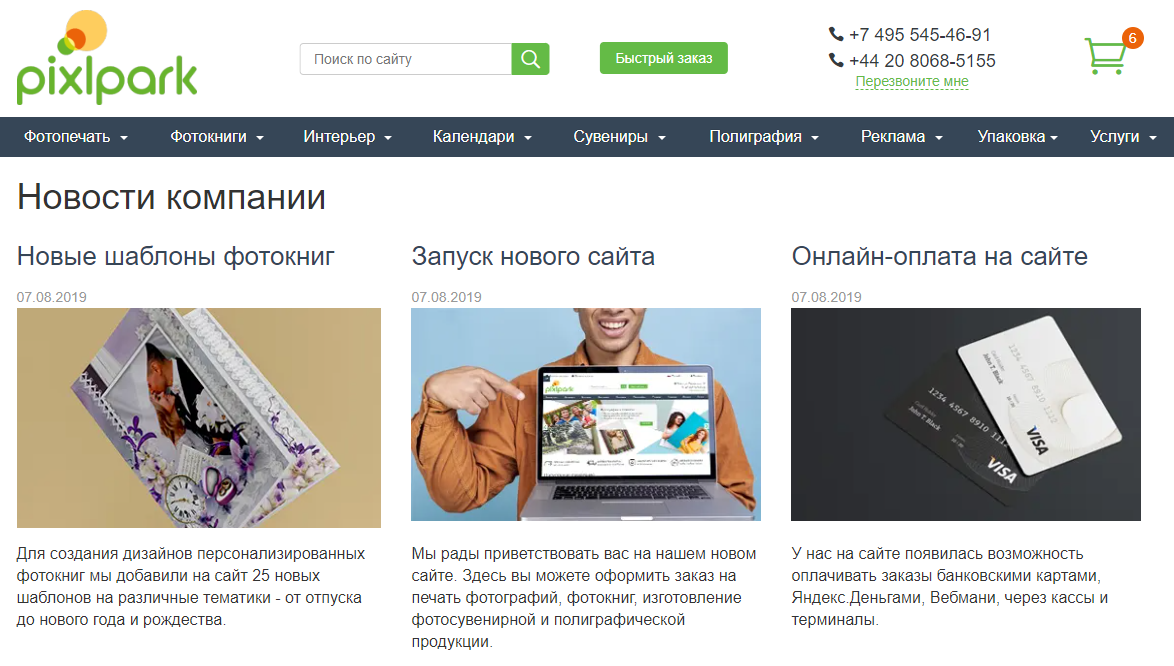 pixlpark
Поиск по сайту
Быстрый заказ
+7 495 545-46-91
+44 20 8068-5155
Перезвоните мне
6
Фотопечать Фотокниги Интерьер Календари Сувениры Полиграфия Реклама Упаковка Услуги
Новости компании
Новые шаблоны фотокниг
07.08.2019
Для создания дизайнов персонализированных
фотокниг мы добавили на сайт 25 новых
шаблонов на различные тематики - от отпуска
до нового года и рождества.
Запуск нового сайта
07.08.2019
pixlpark
Мы рады приветствовать вас на нашем новом
сайте. Здесь вы можете оформить заказ на
печать фотографий, фотокниг, изготовление
фотосувенирной и полиграфической
продукции.
Онлайн-оплата на сайте
07.08.2019
1234 4567 8910 1112
John T. Black
VISA
1234 4567 8910 1112
John T. Black
VISA
У нас на сайте появилась возможность
оплачивать заказы банковскими картами,
Яндекс.Деньгами, Вебмани, через кассы и
терминалы.